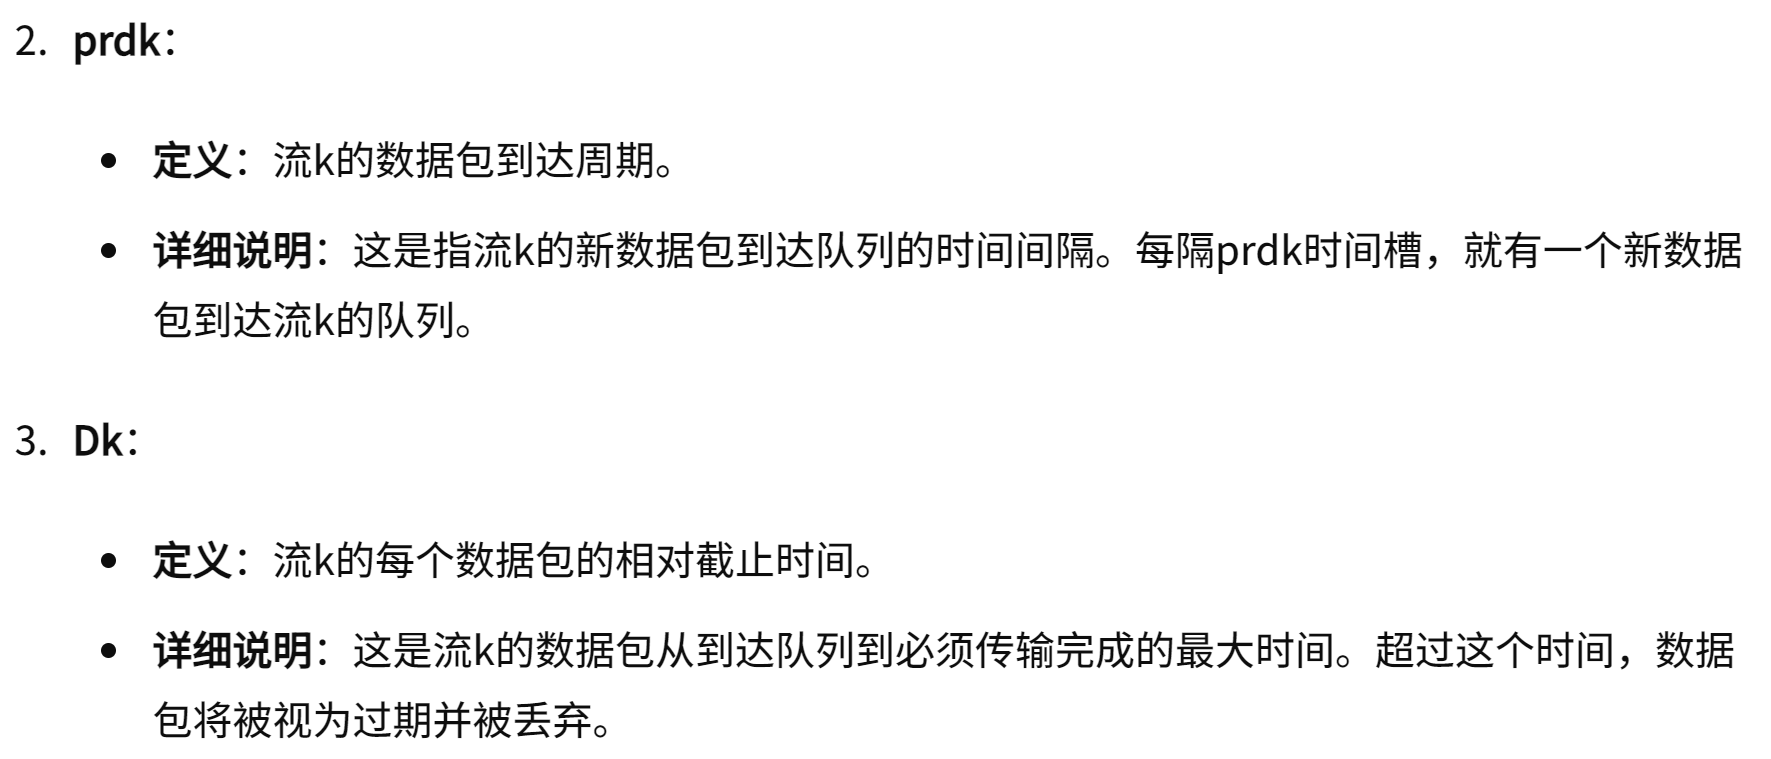 2. prdk：
• 定义：流k的数据包到达周期。
• 详细说明：这是指流k的新数据包到达队列的时间间隔。每隔prdk时间槽，就有一个新数据
包到达流k的队列。
3. Dk：
• 定义：流k的每个数据包的相对截止时间。
• 详细说明：这是流k的数据包从到达队列到必须传输完成的最大时间。超过这个时间，数据
包将被视为过期并被丢弃。